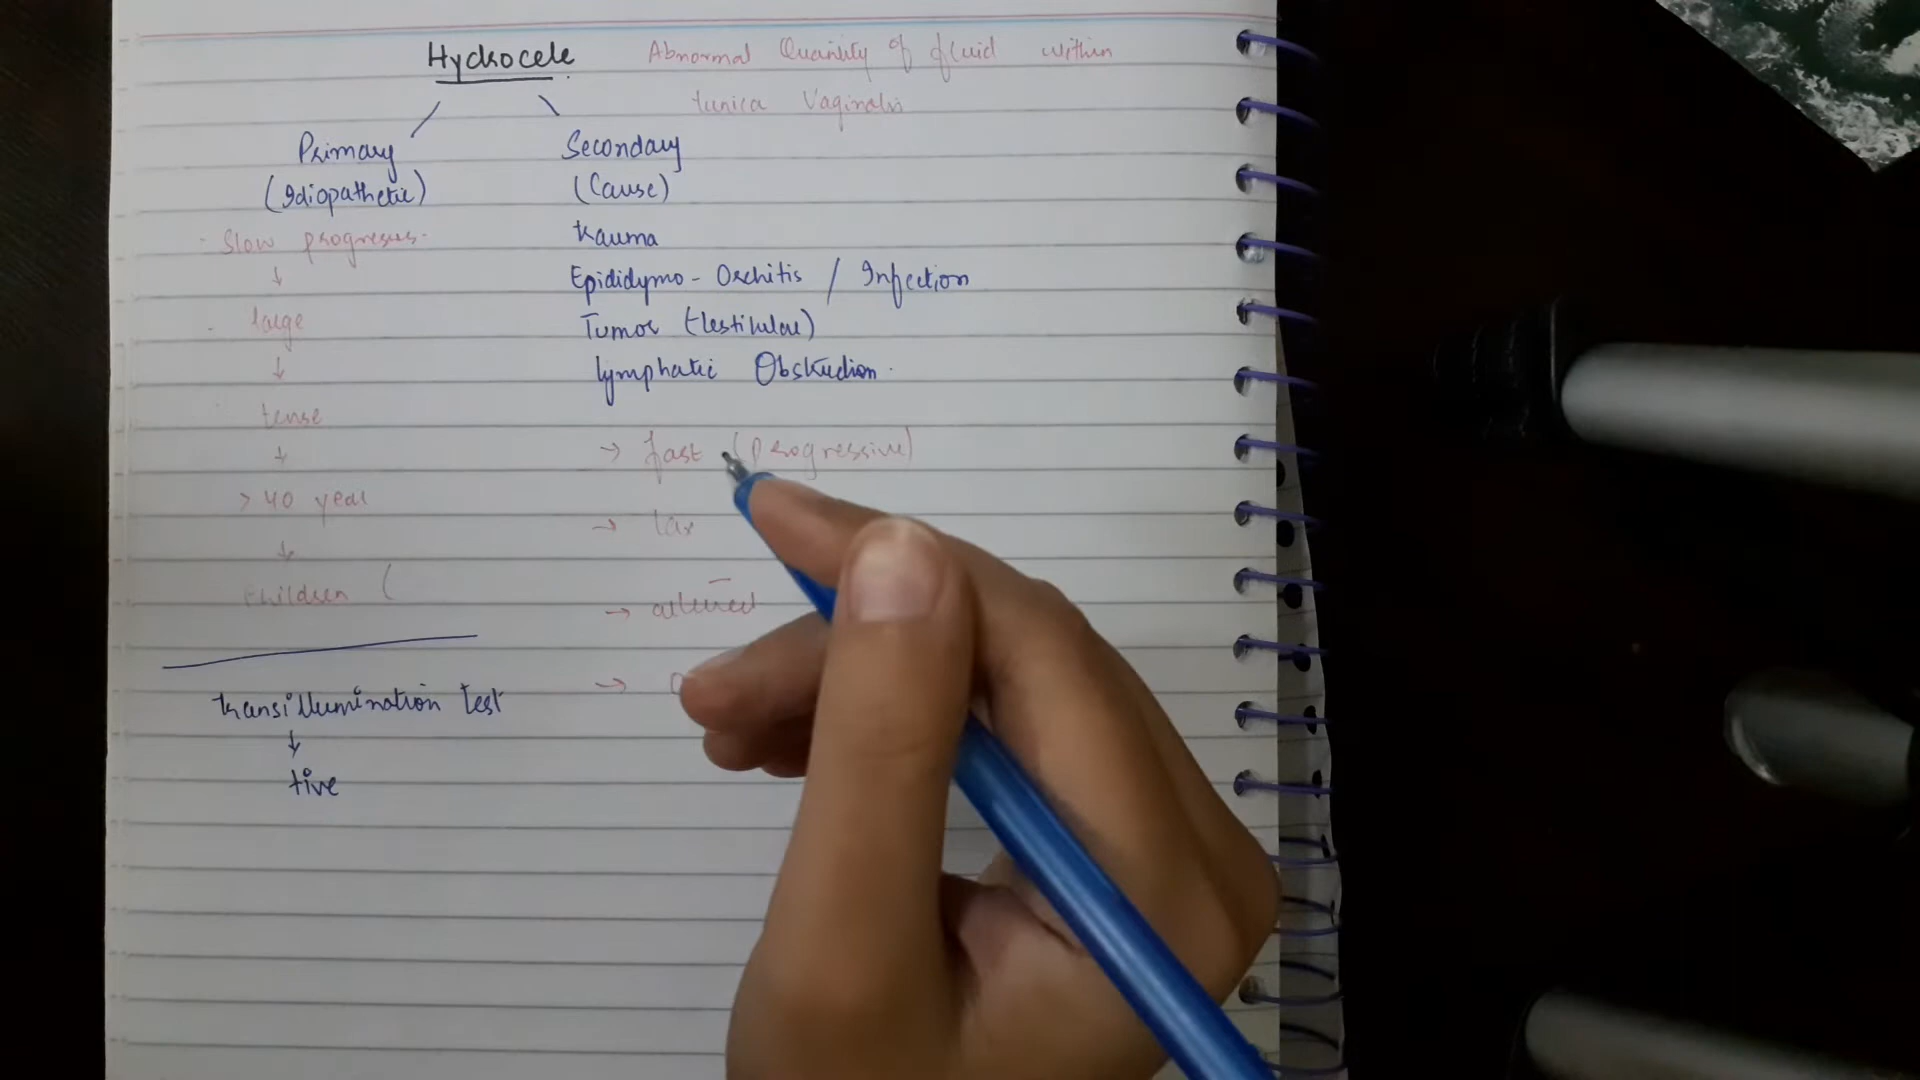 Hydrocele Abnormal Quantity of fluid within
tunica Vaginalis
Primary
(Idiopathetic)
Slow progresses
↓
large
↓
tense
↓
> 40 year
↓
Children (
transillumination test
↓
+ive
Secondary
(Cause)
trauma
Epididymo - Orchitis / Infection
Tumor (testikular)
lymphatic Obstruction.
→ fast (progressive)
→ lax
→ altered
→